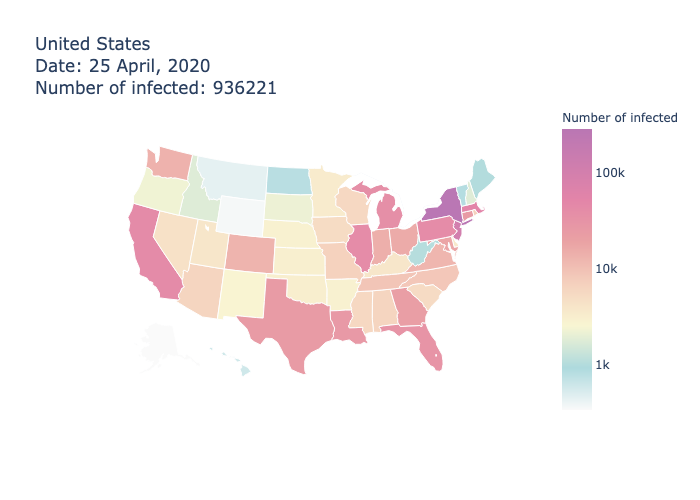 United States
Date: 25 April, 2020
Number of infected: 936221
Number of infected
100k
10k
1k